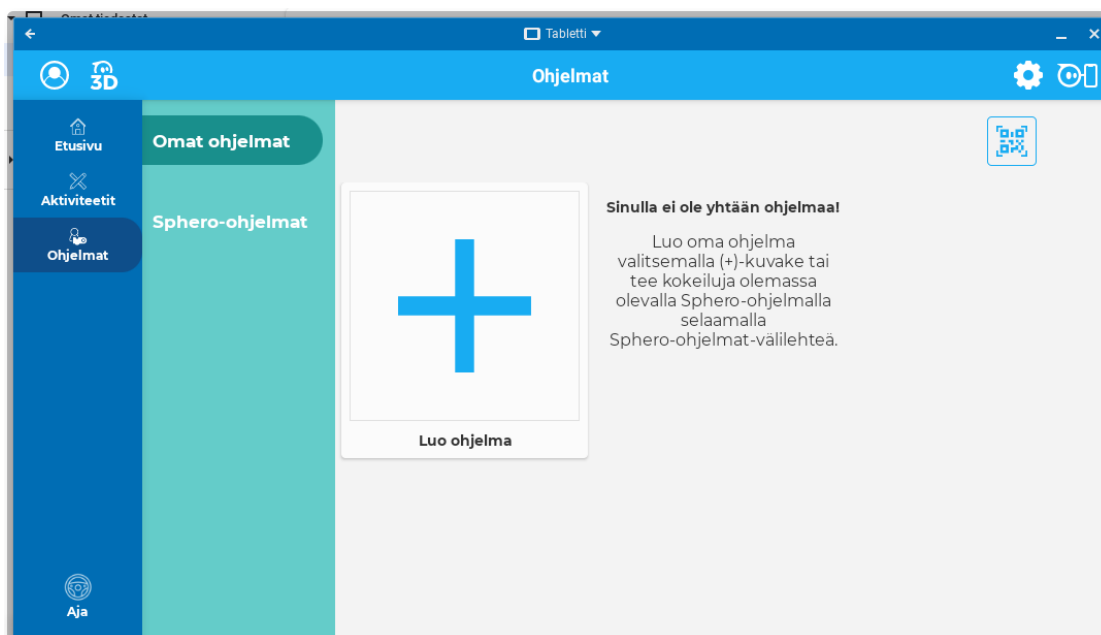 Tabletti
3D
Ohjelmat
Etusivu
Aktiviteetit
Ohjelmat
Aja
Omat ohjelmat
Sphero-ohjelmat
Luo ohjelma
Sinulla ei ole yhtään ohjelmaa!
Luo oma ohjelma
valitsemalla (+)-kuvake tai
tee kokeiluja olemassa
olevalla Sphero-ohjelmalla
selaamalla
Sphero-ohjelmat-välilehteä.